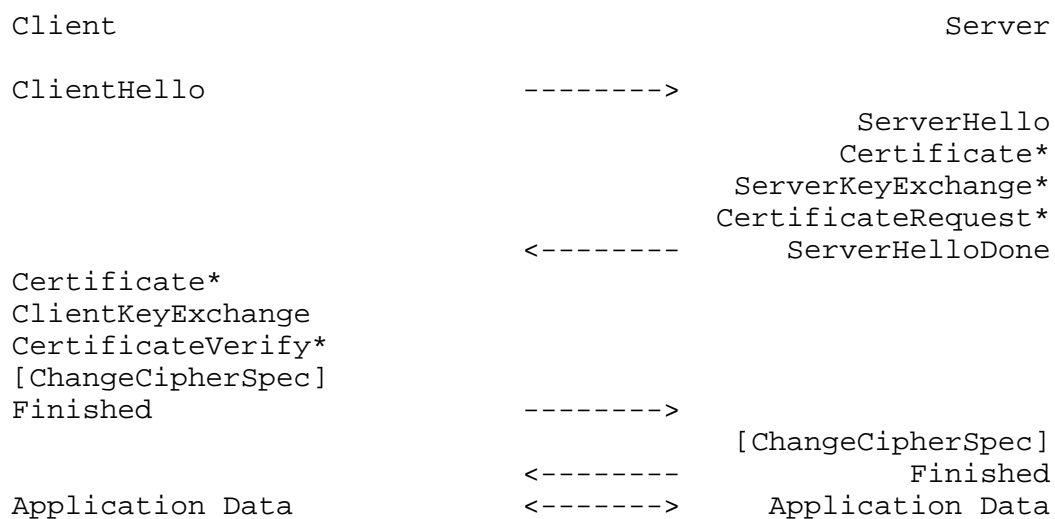 Client Server
ClientHello -------->
ServerHello
Certificate*
ServerKeyExchange*
CertificateRequest*
<-------- ServerHelloDone
Certificate*
ClientKeyExchange
CertificateVerify*
[ChangeCipherSpec]
Finished -------->
[ChangeCipherSpec]
<-------- Finished
Application Data <-------> Application Data